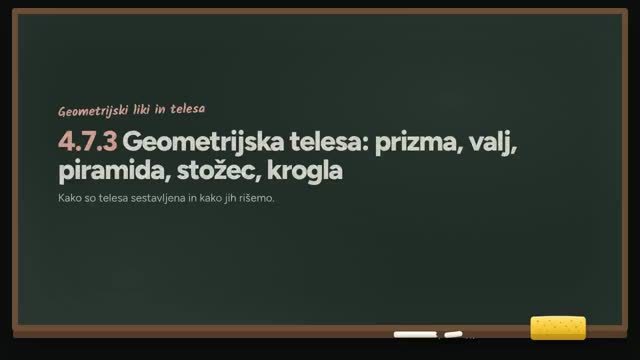 Geometrijski liki in telesa
4.7.3 Geometrijska telesa: prizma, valj,
piramida, stožec, krogla
Kako so telesa sestavljena in kako jih rišemo.